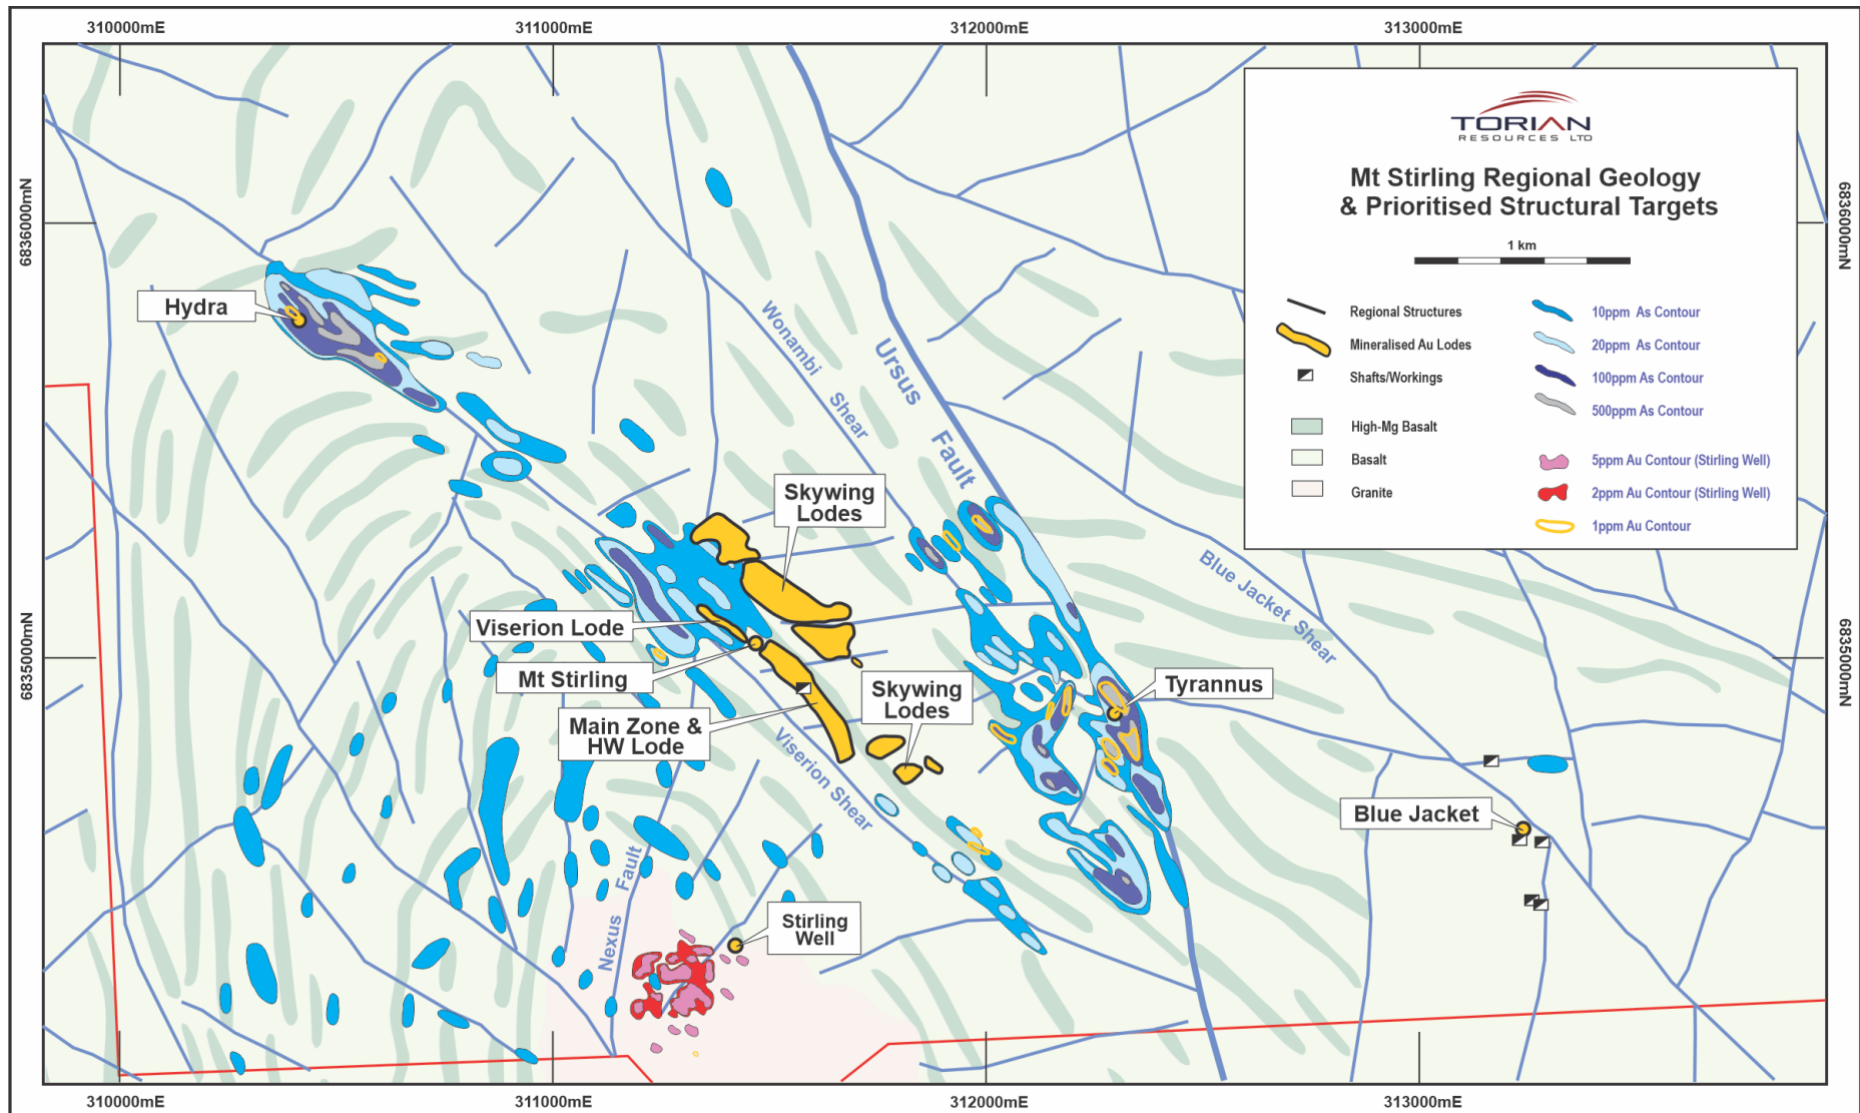 310000mE
311000mE
312000mE
313000mE
6836000mN
6836000mN
6835000mN
6835000mN
TORIAN
RESOURCES LTD
Mt Stirling Regional Geology
& Prioritised Structural Targets
1 km
Regional Structures
Mineralised Au Lodes
Shafts/Workings
High-Mg Basalt
Basalt
Granite
10ppm As Contour
20ppm As Contour
100ppm As Contour
500ppm As Contour
5ppm Au Contour (Stirling Well)
2ppm Au Contour (Stirling Well)
1ppm Au Contour
Hydra
Wonambi
Shear
Ursus
Fault
Skywing
Lodes
Blue Jacket Shear
Viserion Lode
Mt Stirling
Main Zone &
HW Lode
Skywing
Lodes
Tyrannus
Viserion Shear
Blue Jacket
Nexus Fault
Stirling
Well
310000mE
311000mE
312000mE
313000mE